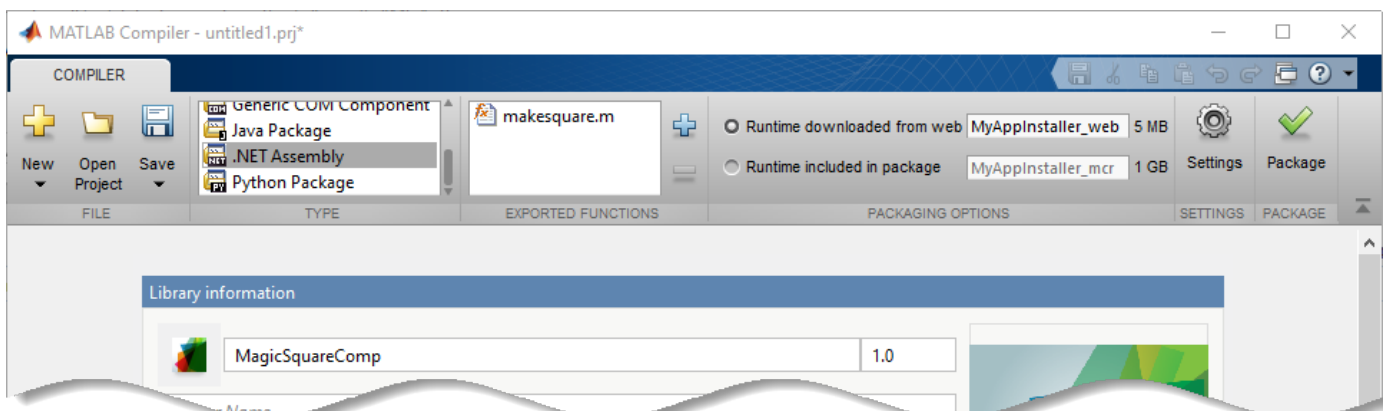 MATLAB Compiler - untitled1.prj*
COMPILER
New
Open Project
Save
FILE
Generic COM Component
Java Package
.NET Assembly
Python Package
TYPE
makesquare.m
EXPORTED FUNCTIONS
Runtime downloaded from web MyAppInstaller_web 5 MB
Runtime included in package MyAppInstaller_mcr 1 GB
PACKAGING OPTIONS
Settings
SETTINGS
Package
PACKAGE
Library information
MagicSquareComp 1.0
Name